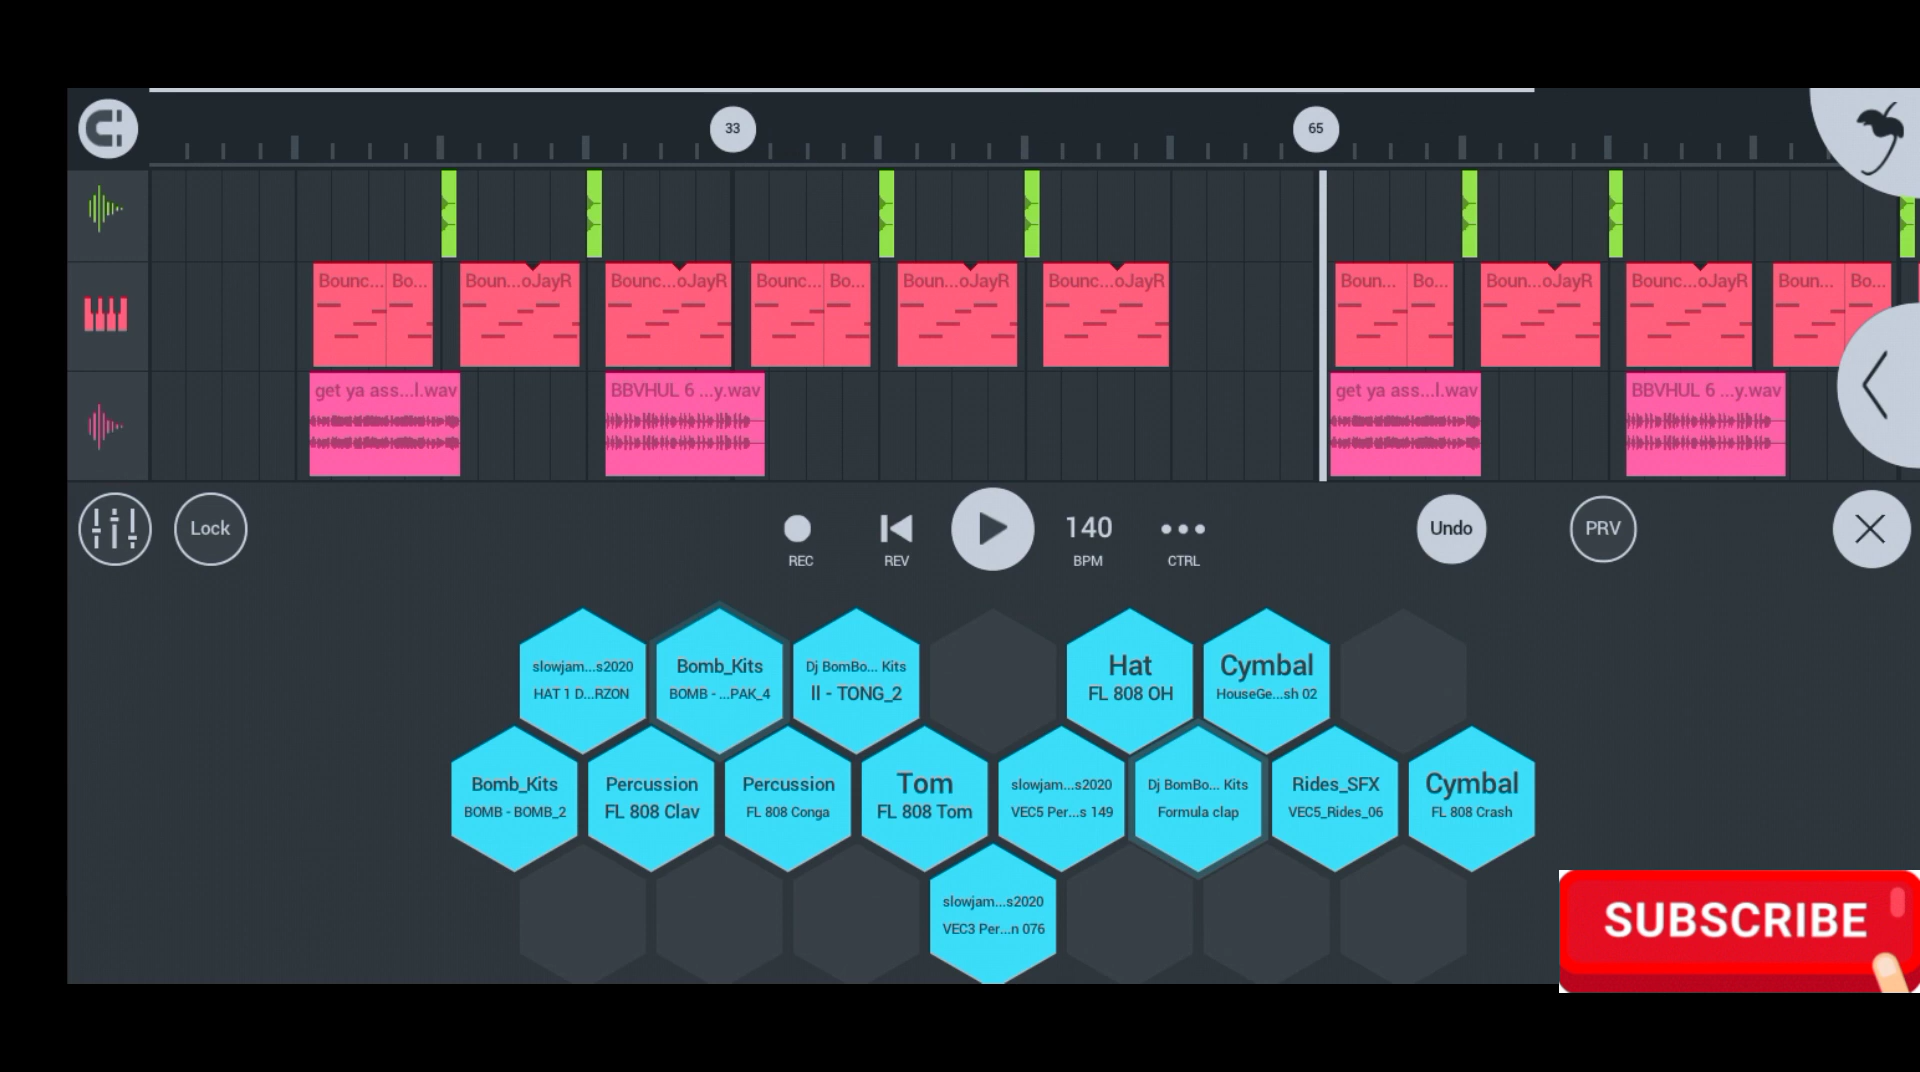 33
65
Bounc... Bo... Boun...oJayR Bounc...oJayR Bounc... Bo... Boun...oJayR Bounc...oJayR Boun... Bo... Boun...oJayR Bounc...oJayR Boun... Bo...
get ya ass...l.wav BBVHUL 6 ...y.wav get ya ass...l.wav BBVHUL 6 ...y.wav
Lock
REC
REV
140
BPM
CTRL
Undo
PRV
slowjam...s2020
HAT 1 D...RZON
Bomb_Kits
BOMB - ...PAK_4
Dj BomBo... Kits
ll - TONG_2
Hat
FL 808 OH
Cymbal
HouseGe...sh 02
Bomb_Kits
BOMB - BOMB_2
Percussion
FL 808 Clav
Percussion
FL 808 Conga
Tom
FL 808 Tom
slowjam...s2020
VEC5 Per...s 149
Dj BomBo... Kits
Formula clap
Rides_SFX
VEC5_Rides_06
Cymbal
FL 808 Crash
slowjam...s2020
VEC3 Per...n 076
SUBSCRIBE